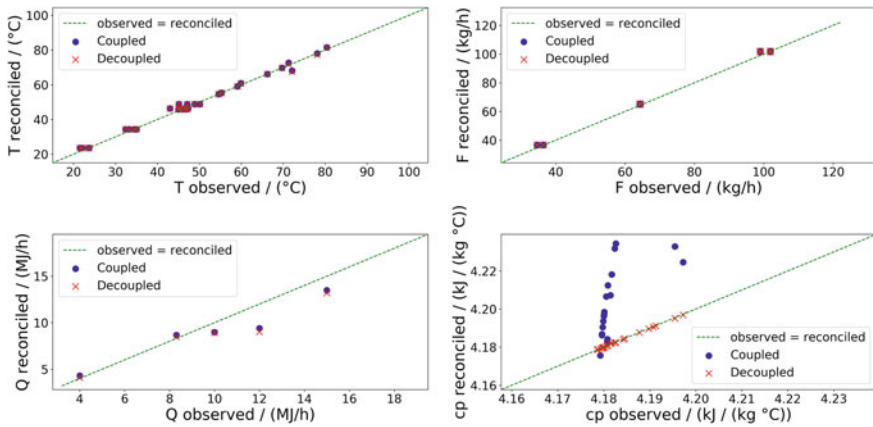 100
80
60
40
20
T reconciled / (°C)
observed = reconciled
Coupled
Decoupled
20 30 40 50 60 70 80 90 100
T observed / (°C)
120
100
80
60
40
F reconciled / (kg/h)
observed = reconciled
Coupled
Decoupled
40 60 80 100 120
F observed / (kg/h)
15
10
5
Q reconciled / (MJ/h)
observed = reconciled
Coupled
Decoupled
4 6 8 10 12 14 16 18
Q observed / (MJ/h)
4.22
4.20
4.18
4.16
cp reconciled / (kJ / (kg °C))
observed = reconciled
Coupled
Decoupled
4.16 4.17 4.18 4.19 4.20 4.21 4.22 4.23
cp observed / (kJ / (kg °C))